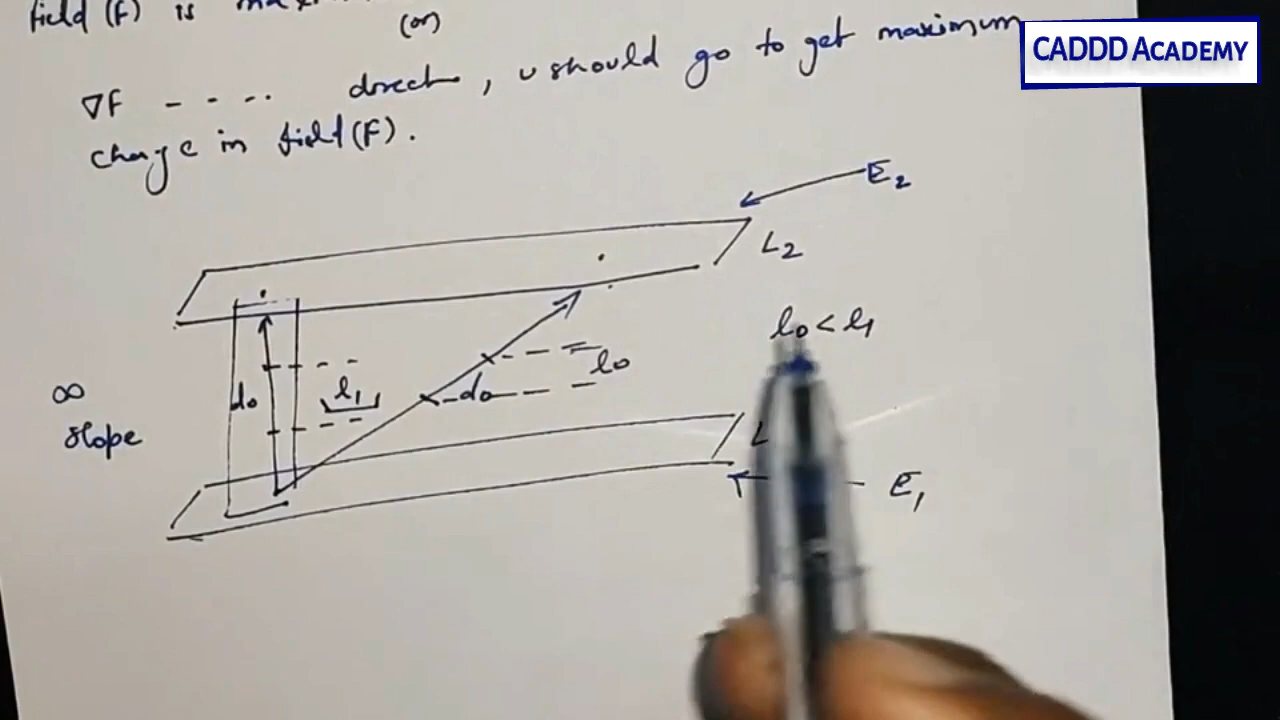 field (F) is
(or)
CADDD ACADEMY
∇F - - - - direct , u should go to get maximum
change in field (F).
E₂
L₂
l₀ < l₁
l₀
d₀ l₁ d₀
∞
slope
L
E₁